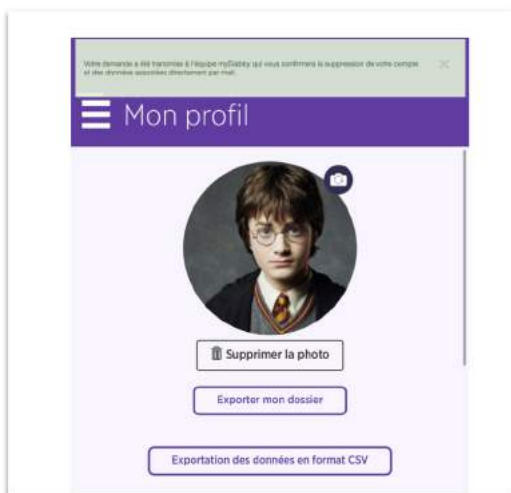 Votre demande a été transmise à l'équipe myDiabby qui vous confirmera la suppression de votre compte
et des données associées directement par mail.
Mon profil
Supprimer la photo
Exporter mon dossier
Exportation des données en format CSV